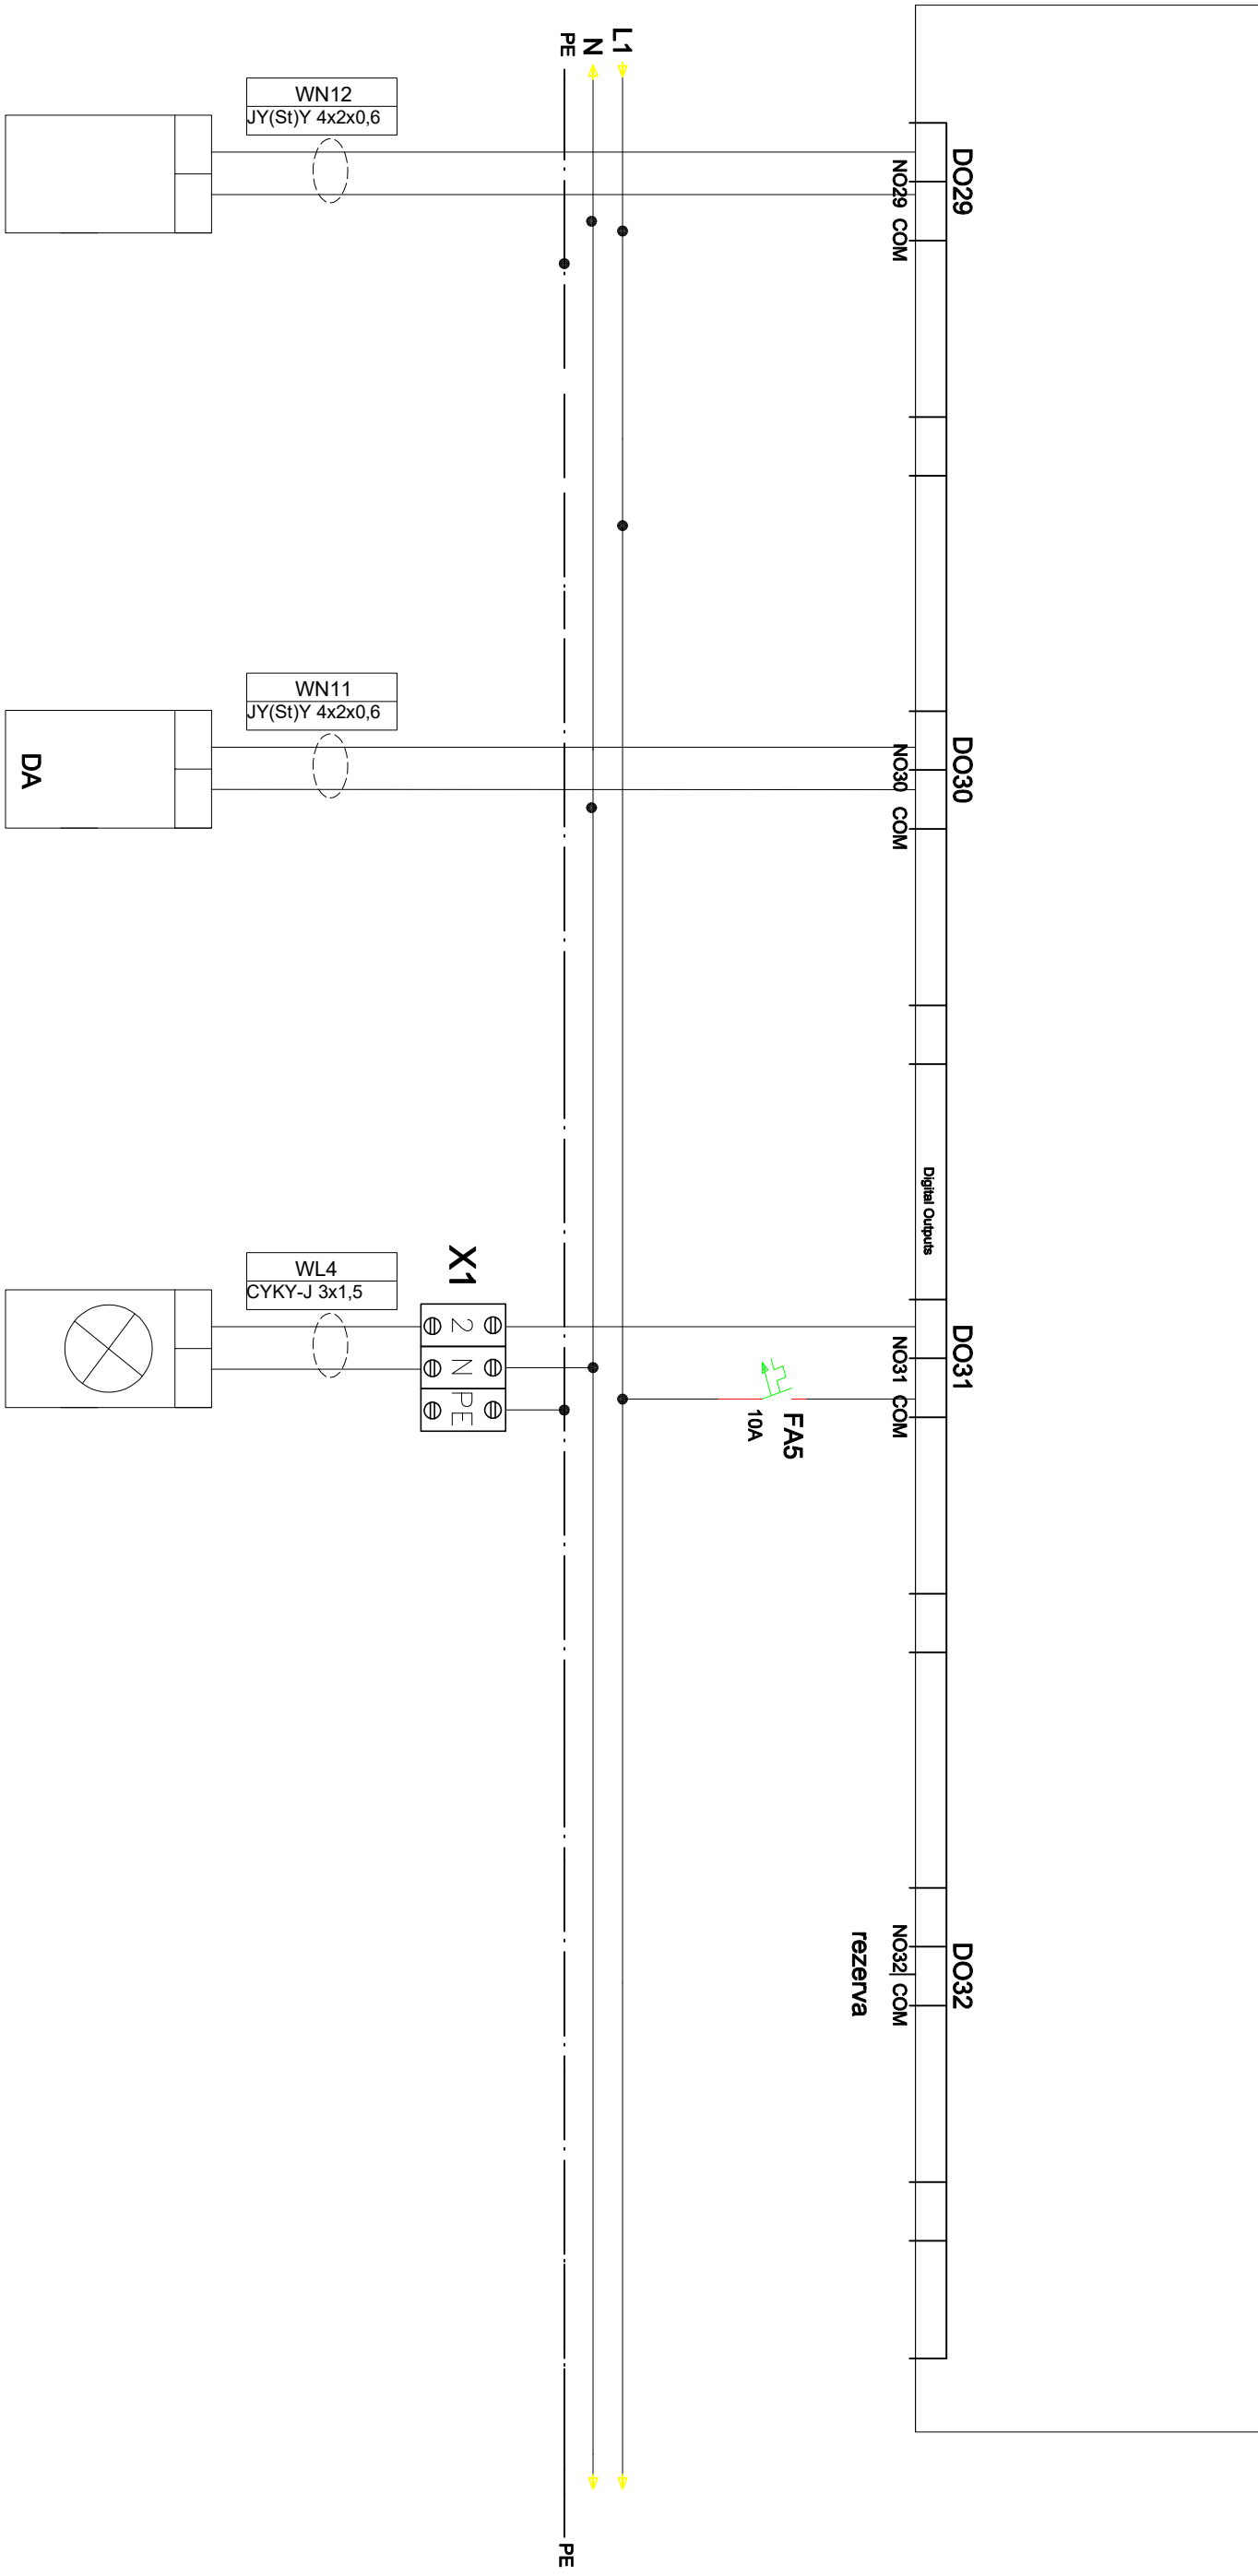 L1
N
PE
WN12
JY(St)Y 4x2x0,6
DO29
NO29 COM
WN11
JY(St)Y 4x2x0,6
DA
DO30
NO30 COM
Digital Outputs
WL4
CYKY-J 3x1,5
X1
2
N
PE
DO31
NO31 COM
FA5
10A
DO32
NO32 COM
rezerva
PE